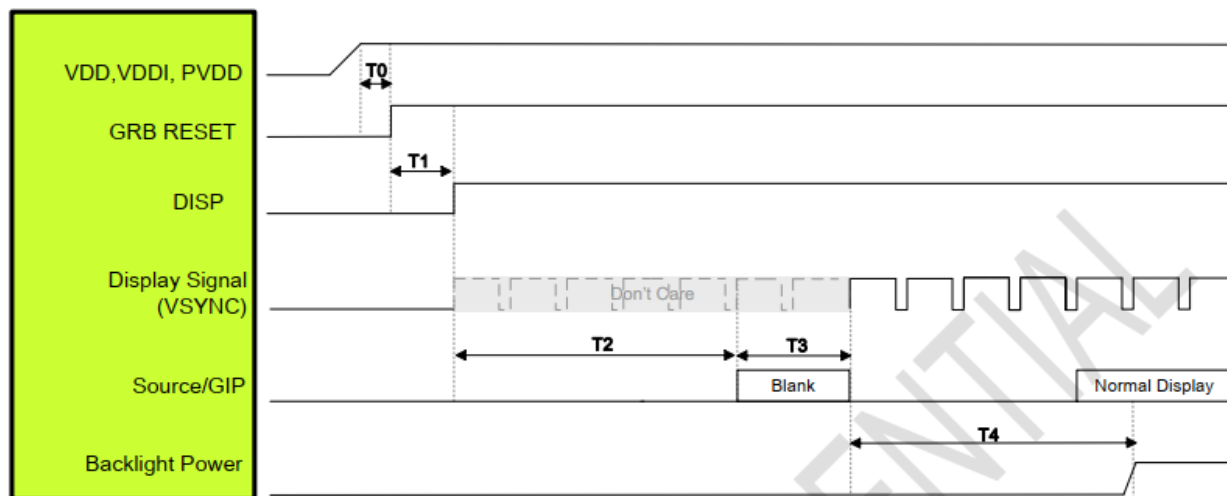 VDD,VDDI, PVDD
T0
GRB RESET
T1
DISP
Display Signal
(VSYNC)
Don't Care
T2
T3
Source/GIP
Blank
Normal Display
T4
Backlight Power